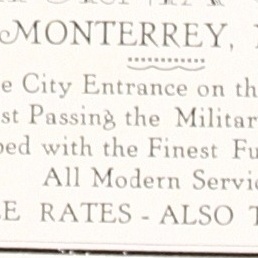 MONTERREY,
e City Entrance on th
st Passing the Militar
ped with the Finest Fu
All Modern Servic
E RATES - ALSO T